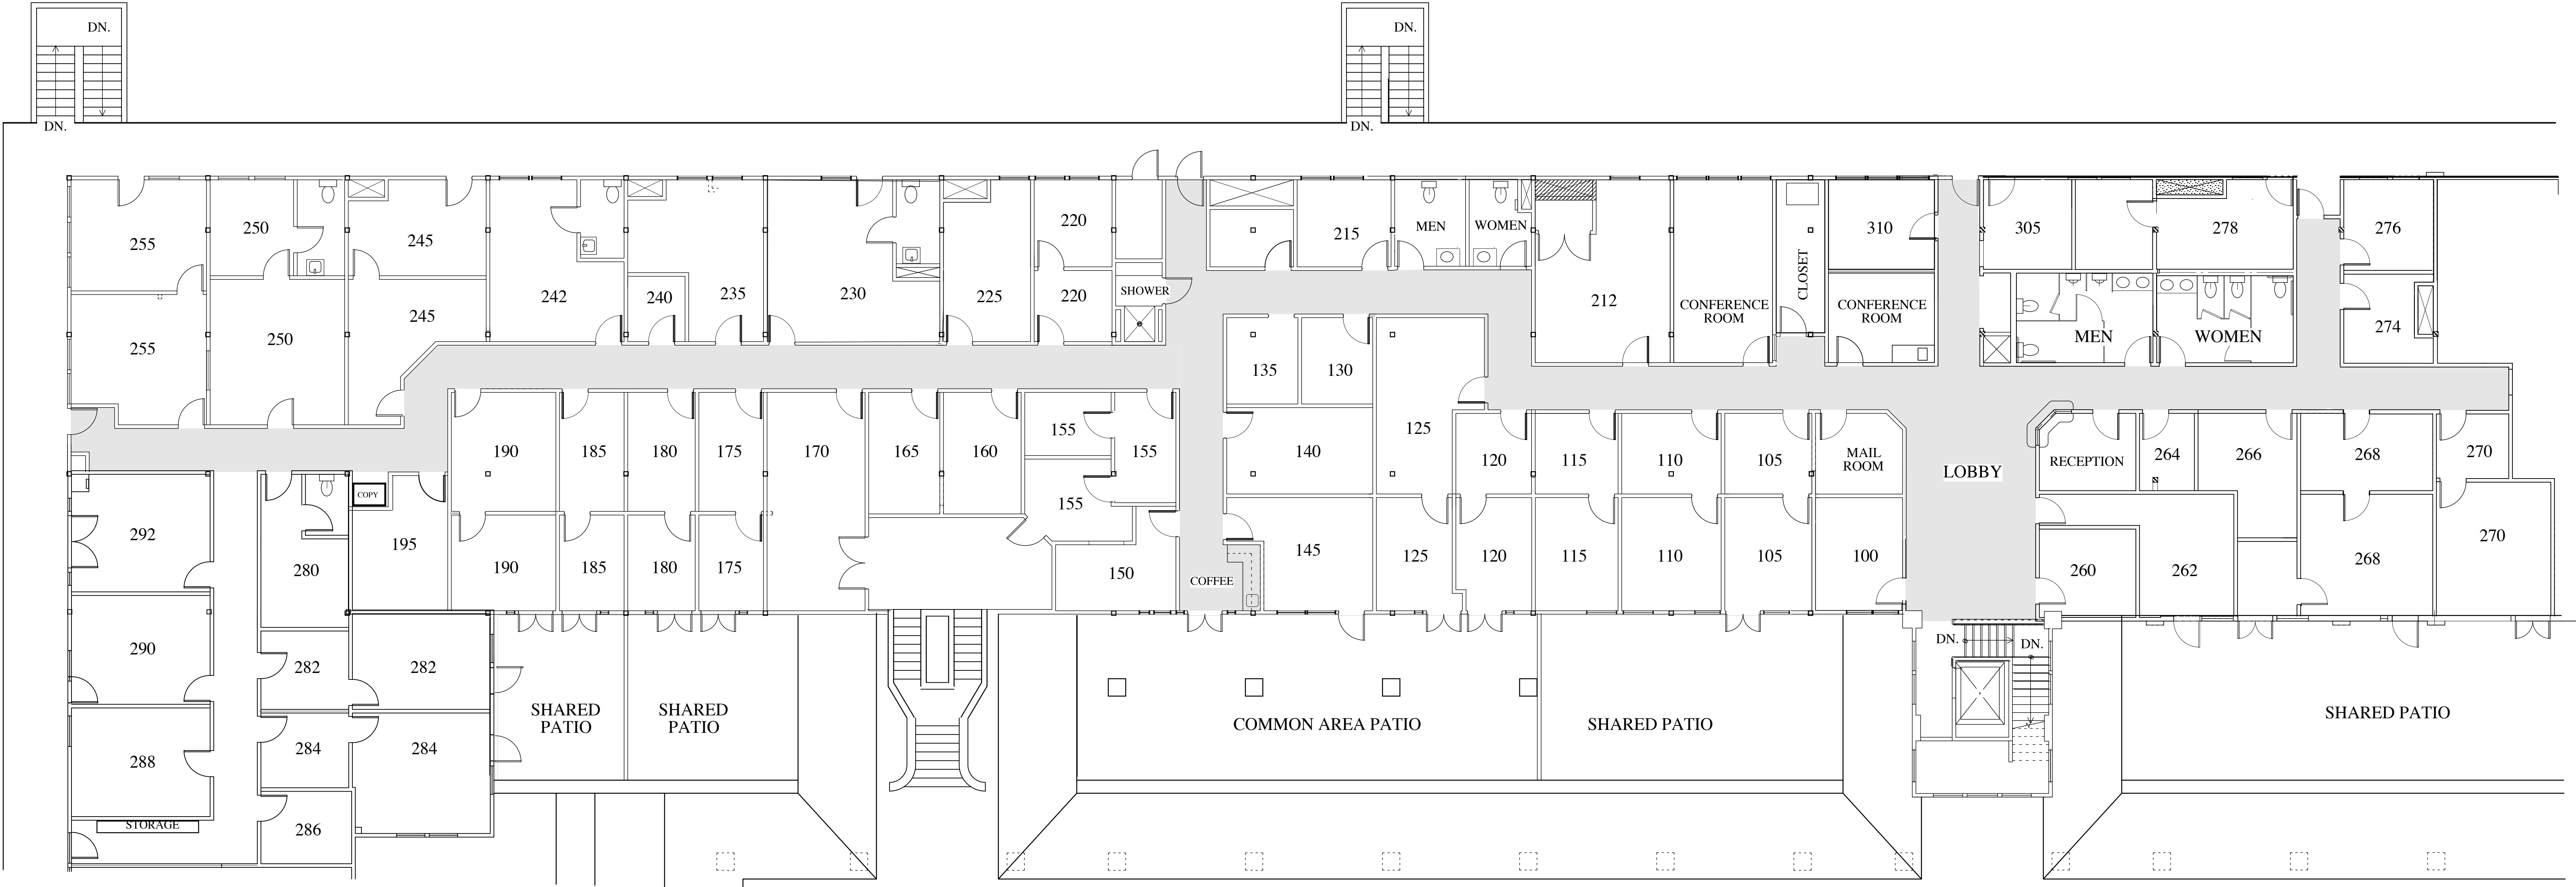 DN.
DN.
DN.
DN.
255
250
245
242
240
235
230
225
220
220
SHOWER
215
MEN
WOMEN
212
CONFERENCE
ROOM
CLOSET
310
CONFERENCE
ROOM
305
278
276
274
MEN
WOMEN
255
250
245
135
130
125
140
145
125
120
120
115
115
110
110
105
105
MAIL
ROOM
100
LOBBY
RECEPTION
264
266
268
270
260
262
268
270
190
185
180
175
170
165
160
155
155
155
150
COFFEE
190
185
180
175
COPY
195
292
280
290
282
282
288
284
284
STORAGE
286
SHARED
PATIO
SHARED
PATIO
COMMON AREA PATIO
SHARED PATIO
DN.
DN.
SHARED PATIO